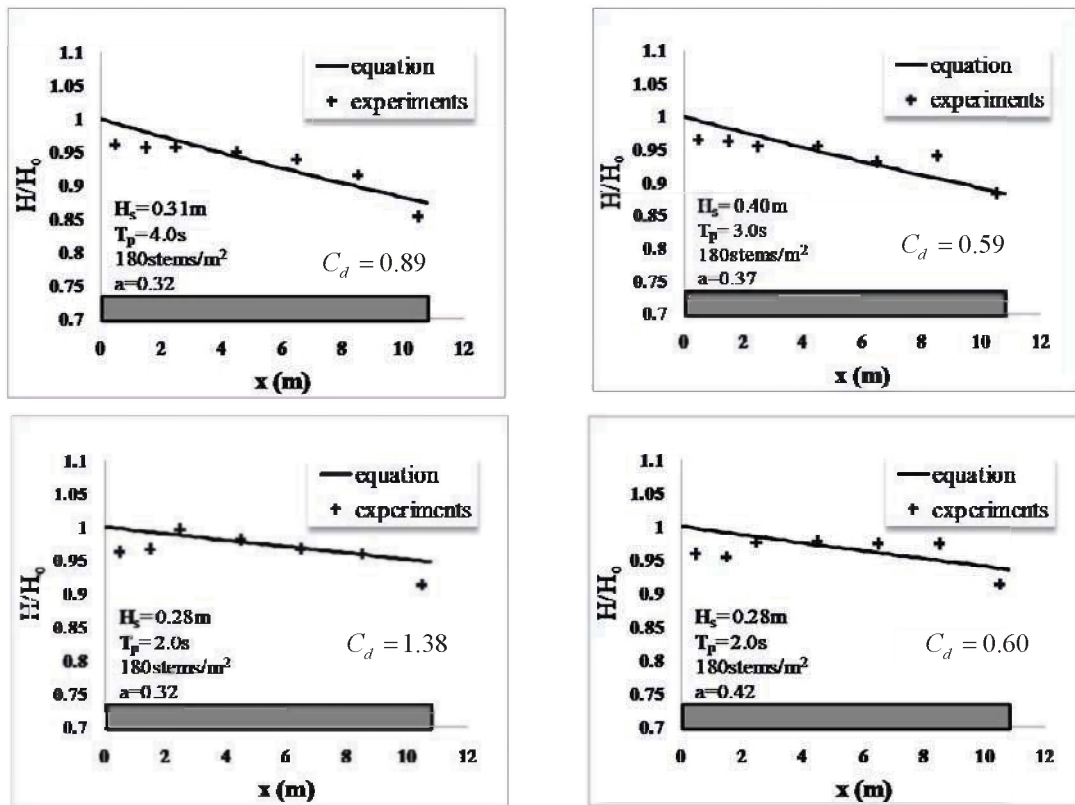 1.1
1.05
1
0.95
0.9
0.85
0.8
0.75
0.7
H/H₀
equation
experiments
Hₛ=0.31m
Tₚ=4.0s
180stems/m²
a=0.32
C_d = 0.89
0 2 4 6 8 10 12
x (m)
1.1
1.05
1
0.95
0.9
0.85
0.8
0.75
0.7
H/H₀
equation
experiments
Hₛ=0.40m
Tₚ=3.0s
180stems/m²
a=0.37
C_d = 0.59
0 2 4 6 8 10 12
x (m)
1.1
1.05
1
0.95
0.9
0.85
0.8
0.75
0.7
H/H₀
equation
experiments
Hₛ=0.28m
Tₚ=2.0s
180stems/m²
a=0.32
C_d = 1.38
0 2 4 6 8 10 12
x (m)
1.1
1.05
1
0.95
0.9
0.85
0.8
0.75
0.7
H/H₀
equation
experiments
Hₛ=0.28m
Tₚ=2.0s
180stems/m²
a=0.42
C_d = 0.60
0 2 4 6 8 10 12
x (m)